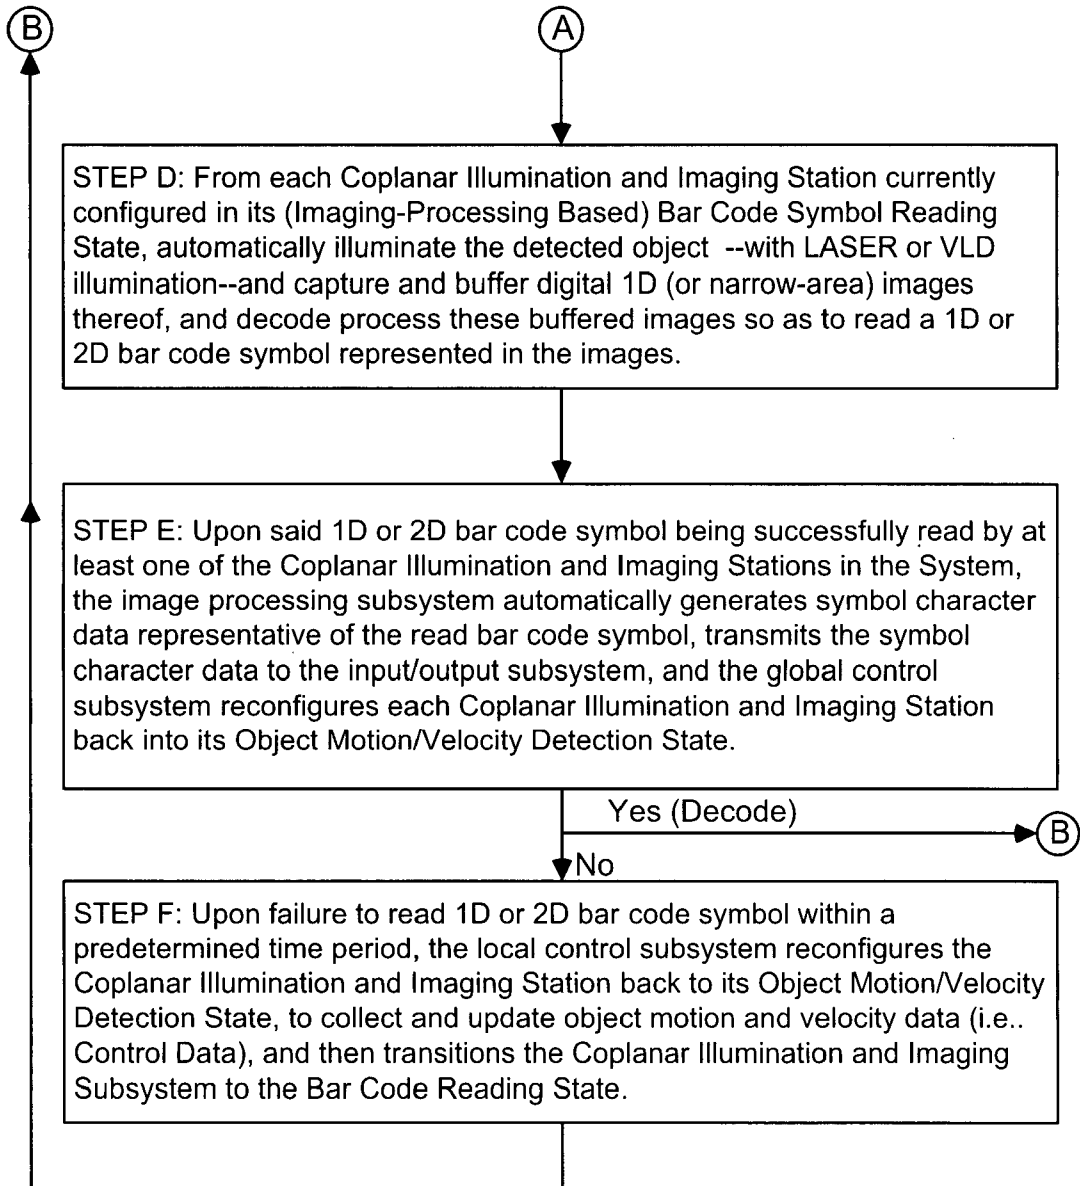 B
A
STEP D: From each Coplanar Illumination and Imaging Station currently
configured in its (Imaging-Processing Based) Bar Code Symbol Reading
State, automatically illuminate the detected object --with LASER or VLD
illumination--and capture and buffer digital 1D (or narrow-area) images
thereof, and decode process these buffered images so as to read a 1D or
2D bar code symbol represented in the images.
STEP E: Upon said 1D or 2D bar code symbol being successfully read by at
least one of the Coplanar Illumination and Imaging Stations in the System,
the image processing subsystem automatically generates symbol character
data representative of the read bar code symbol, transmits the symbol
character data to the input/output subsystem, and the global control
subsystem reconfigures each Coplanar Illumination and Imaging Station
back into its Object Motion/Velocity Detection State.
Yes (Decode)
B
No
STEP F: Upon failure to read 1D or 2D bar code symbol within a
predetermined time period, the local control subsystem reconfigures the
Coplanar Illumination and Imaging Station back to its Object Motion/Velocity
Detection State, to collect and update object motion and velocity data (i.e..
Control Data), and then transitions the Coplanar Illumination and Imaging
Subsystem to the Bar Code Reading State.